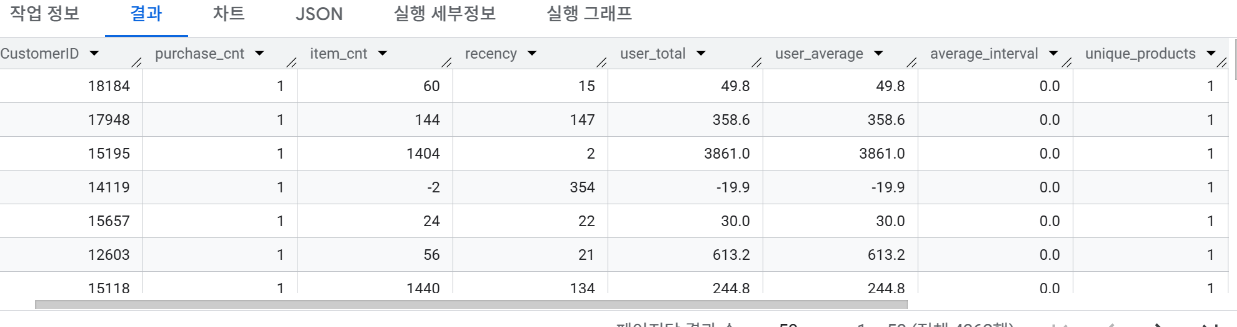 작업 정보 결과 차트 JSON 실행 세부정보 실행 그래프
CustomerID purchase_cnt item_cnt recency user_total user_average average_interval unique_products
18184 1 60 15 49.8 49.8 0.0 1
17948 1 144 147 358.6 358.6 0.0 1
15195 1 1404 2 3861.0 3861.0 0.0 1
14119 1 -2 354 -19.9 -19.9 0.0 1
15657 1 24 22 30.0 30.0 0.0 1
12603 1 56 21 613.2 613.2 0.0 1
15118 1 1440 134 244.8 244.8 0.0 1